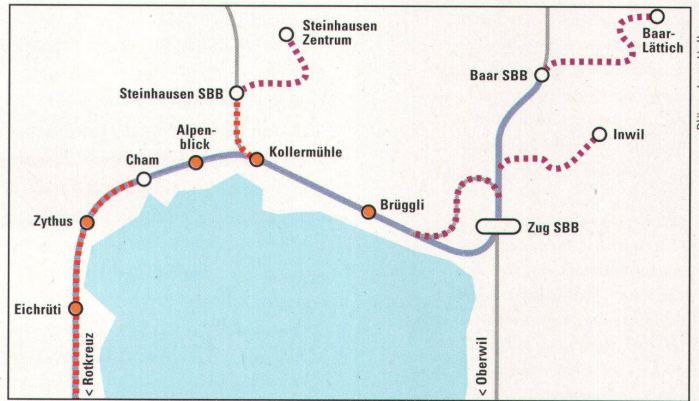 Steinhausen
Zentrum
Baar-
Lättich
Baar SBB
Steinhausen SBB
Alpen-
blick
Inwil
Cham
Kollermühle
Brüggli
Zythus
Zug SBB
Eichrüti
< Rotkreuz
< Oberwil